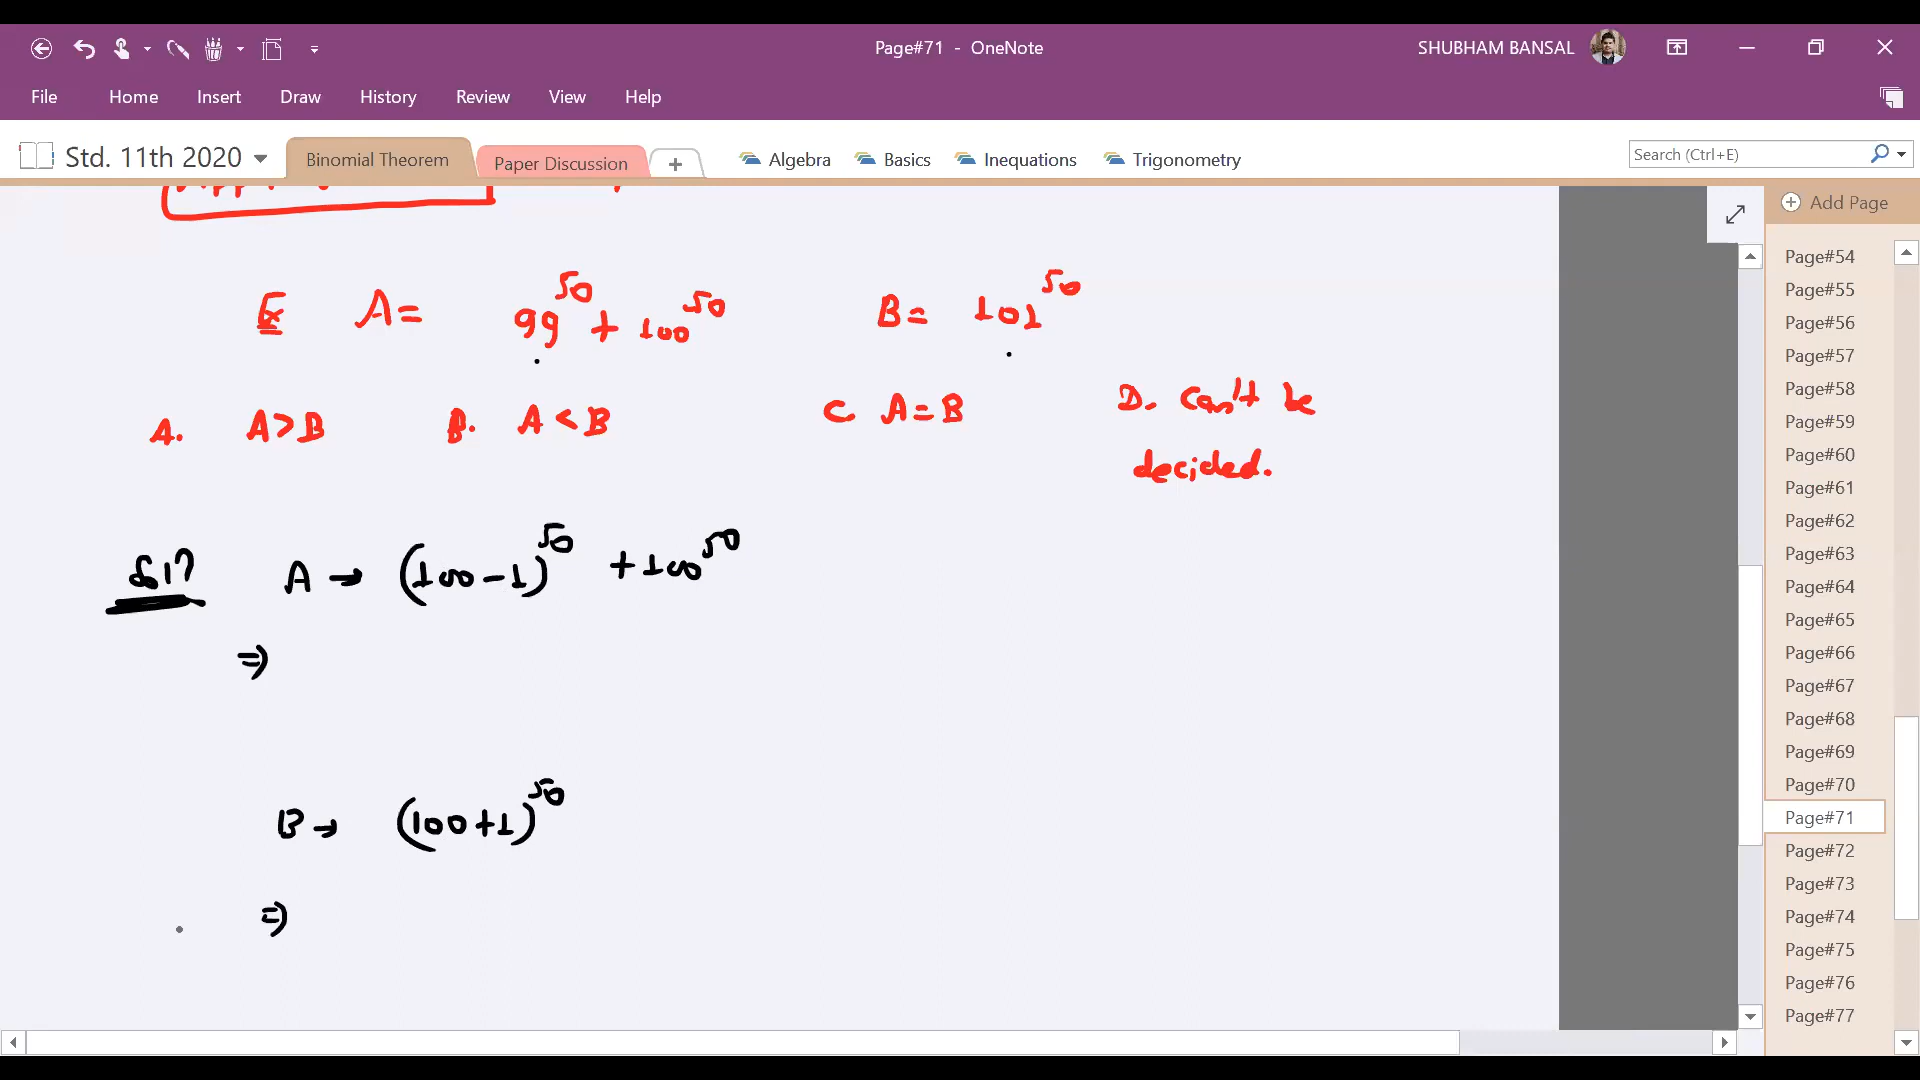 Page#71 - OneNote
SHUBHAM BANSAL
File Home Insert Draw History Review View Help
Std. 11th 2020
Binomial Theorem
Paper Discussion
Algebra
Basics
Inequations
Trigonometry
Search (Ctrl+E)
Add Page
Ex A = 99^50 + 100^50 B = 101^50
A. A > B B. A < B C. A = B D. Can't be
decided.
Sol? A → (100 - 1)^50 + 100^50
⇒
B → (100 + 1)^50
⇒
Page#54
Page#55
Page#56
Page#57
Page#58
Page#59
Page#60
Page#61
Page#62
Page#63
Page#64
Page#65
Page#66
Page#67
Page#68
Page#69
Page#70
Page#71
Page#72
Page#73
Page#74
Page#75
Page#76
Page#77